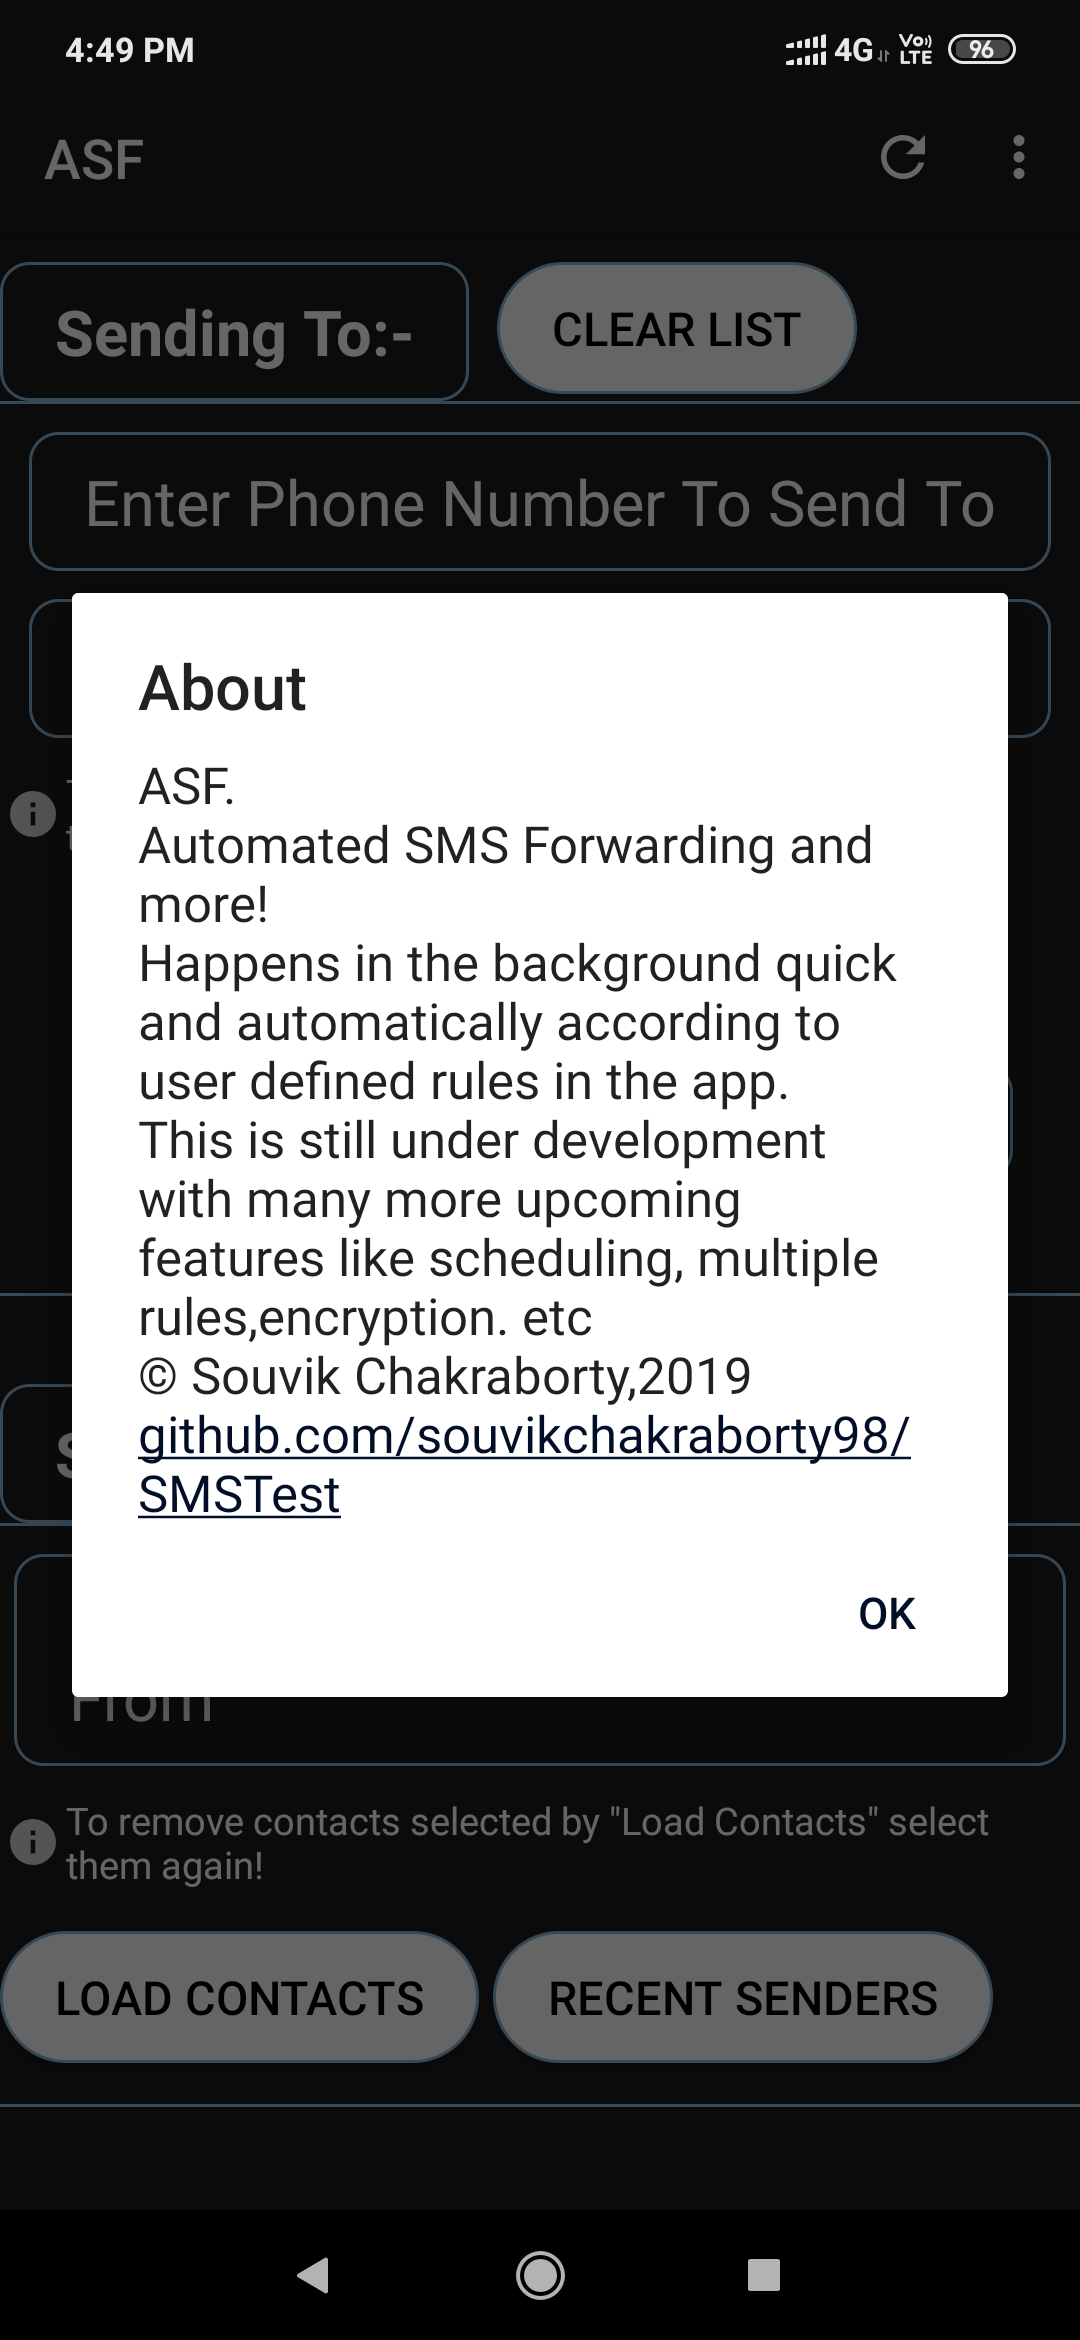 4:49 PM 4G Vo)) LTE 96
ASF
Sending To:- CLEAR LIST
Enter Phone Number To Send To
About
ASF.
Automated SMS Forwarding and
more!
Happens in the background quick
and automatically according to
user defined rules in the app.
This is still under development
with many more upcoming
features like scheduling, multiple
rules,encryption. etc
© Souvik Chakraborty,2019
github.com/souvikchakraborty98/
SMSTest
OK
From
To remove contacts selected by "Load Contacts" select
them again!
LOAD CONTACTS RECENT SENDERS